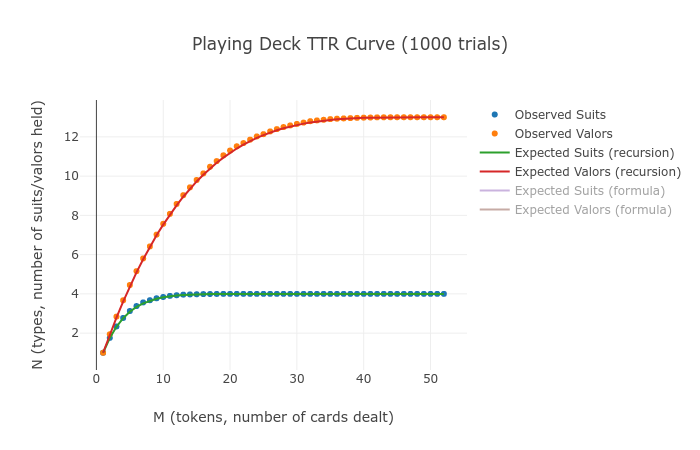 Playing Deck TTR Curve (1000 trials)
N (types, number of suits/valors held)
12
10
8
6
4
2
0
10
20
30
40
50
M (tokens, number of cards dealt)
Observed Suits
Observed Valors
Expected Suits (recursion)
Expected Valors (recursion)
Expected Suits (formula)
Expected Valors (formula)